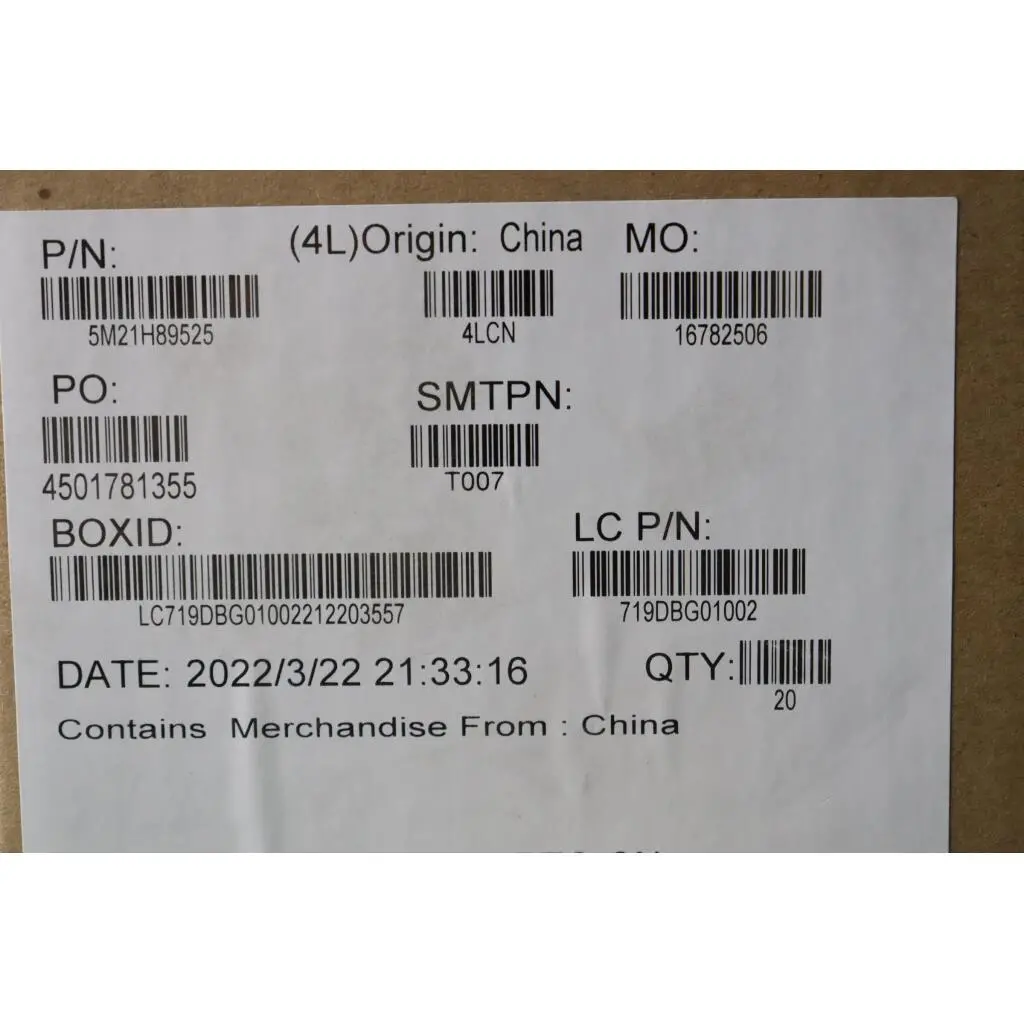 P/N: (4L)Origin: China MO:
5M21H89525 4LCN 16782506
PO: SMTPN:
4501781355 T007
BOXID: LC P/N:
LC719DBG01002212203557 719DBG01002
DATE: 2022/3/22 21:33:16 QTY:
20
Contains Merchandise From : China